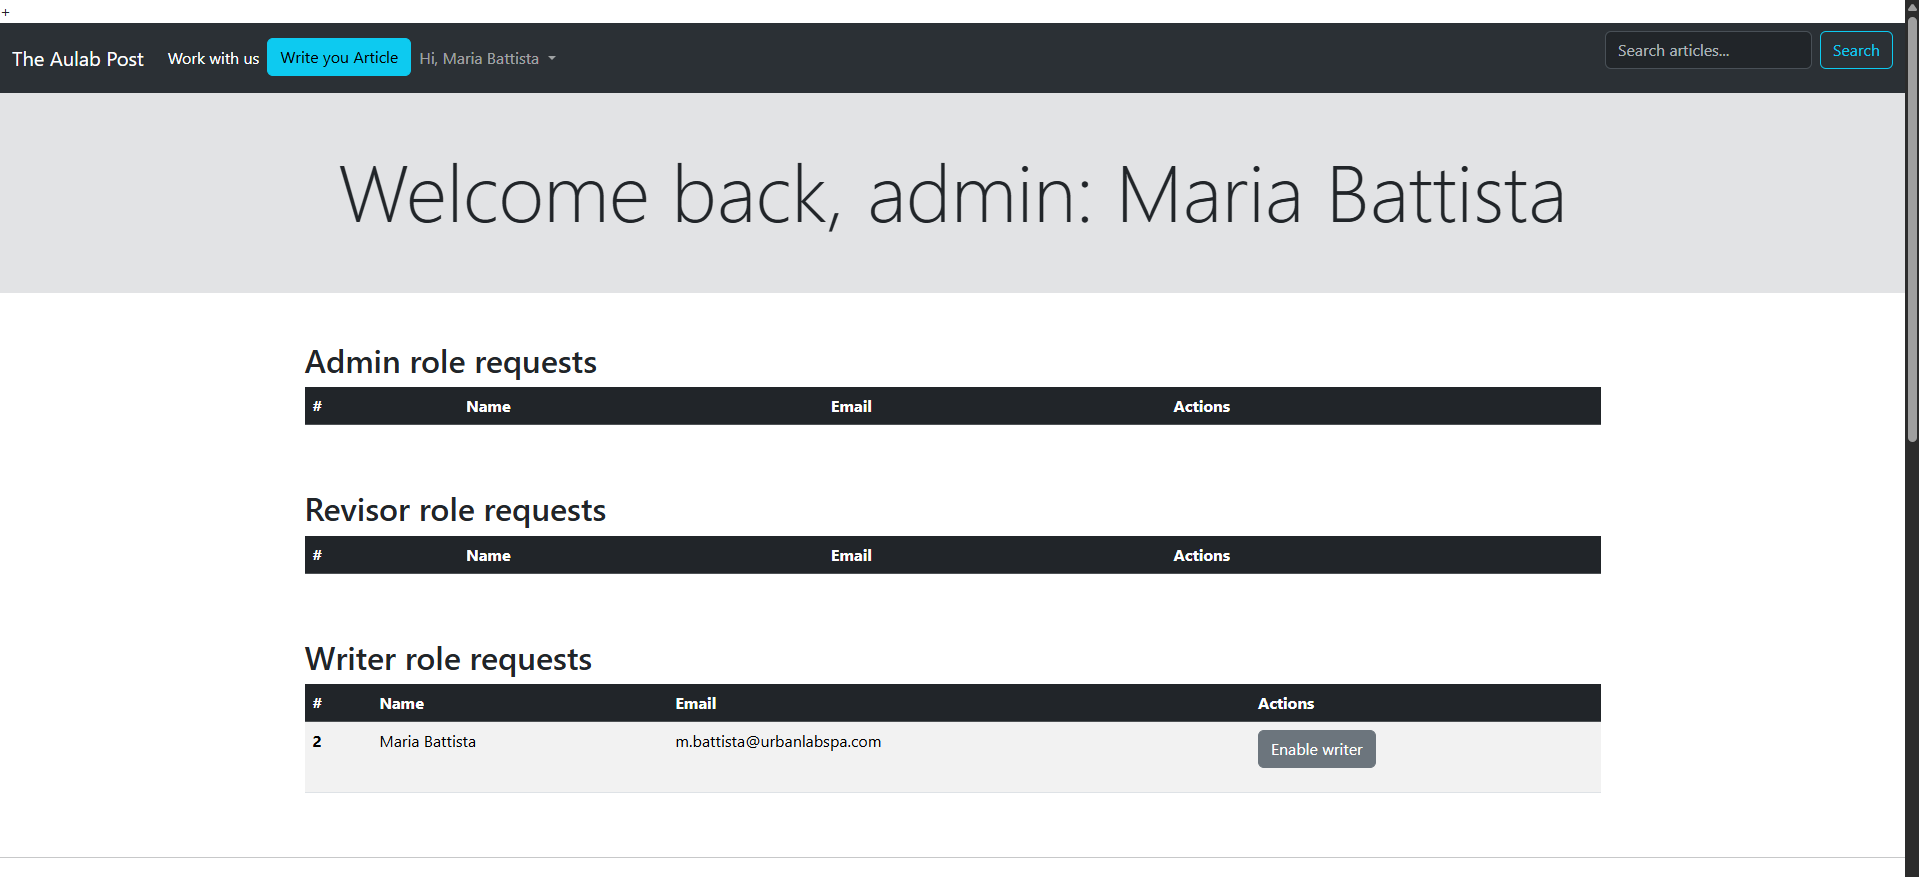 +
The Aulab Post Work with us Write you Article Hi, Maria Battista Search articles... Search
Welcome back, admin: Maria Battista
Admin role requests
# Name Email Actions
Revisor role requests
# Name Email Actions
Writer role requests
# Name Email Actions
2 Maria Battista m.battista@urbanlabspa.com Enable writer